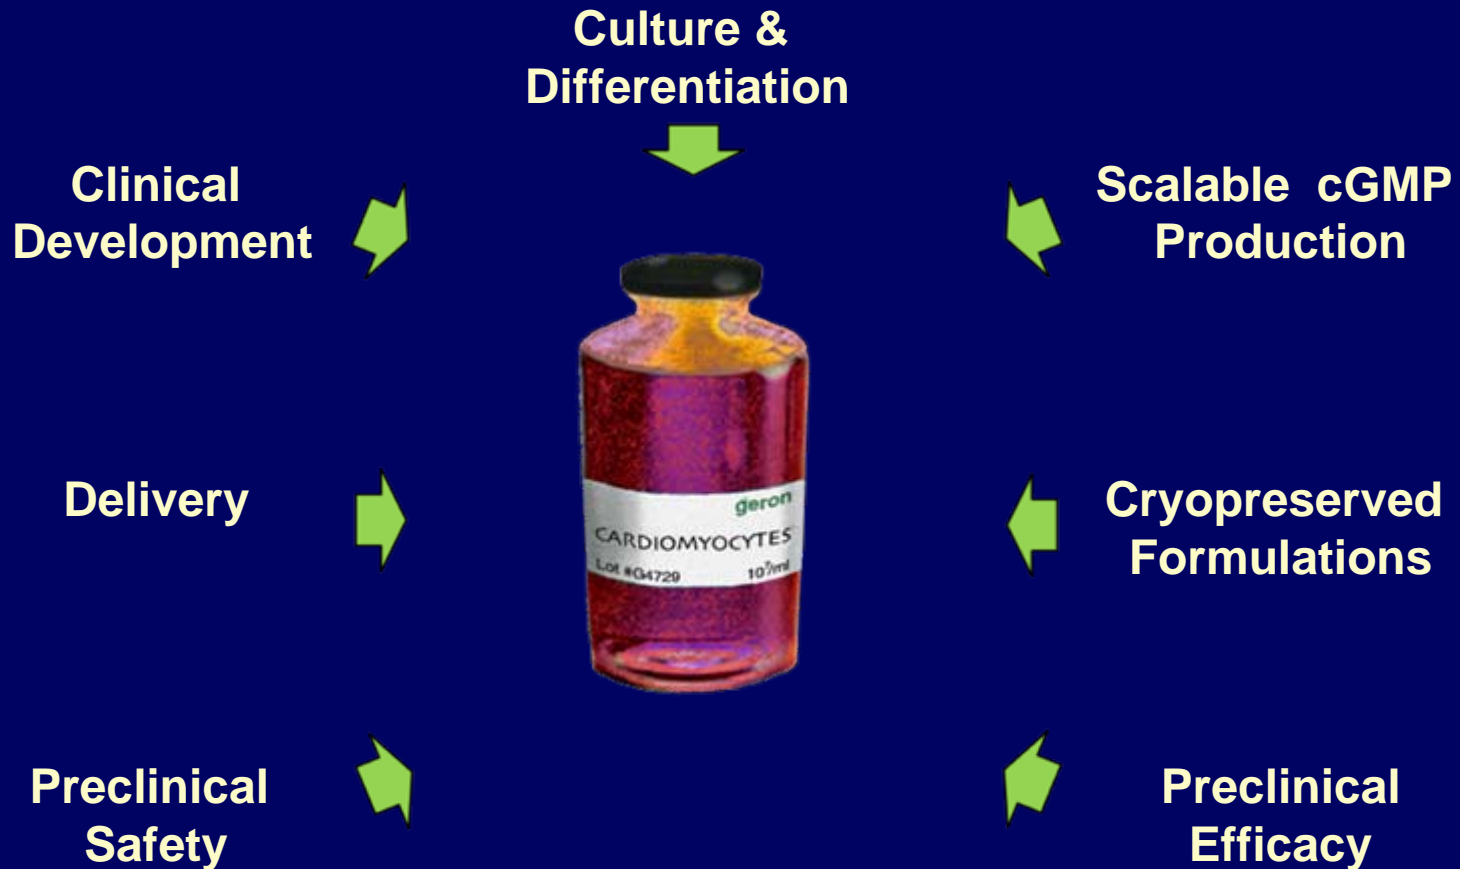 Culture &
Differentiation
Clinical
Development
Scalable cGMP
Production
geron
CARDIOMYOCYTES
Lot #G4729
Delivery
Cryopreserved
Formulations
Preclinical
Safety
Preclinical
Efficacy